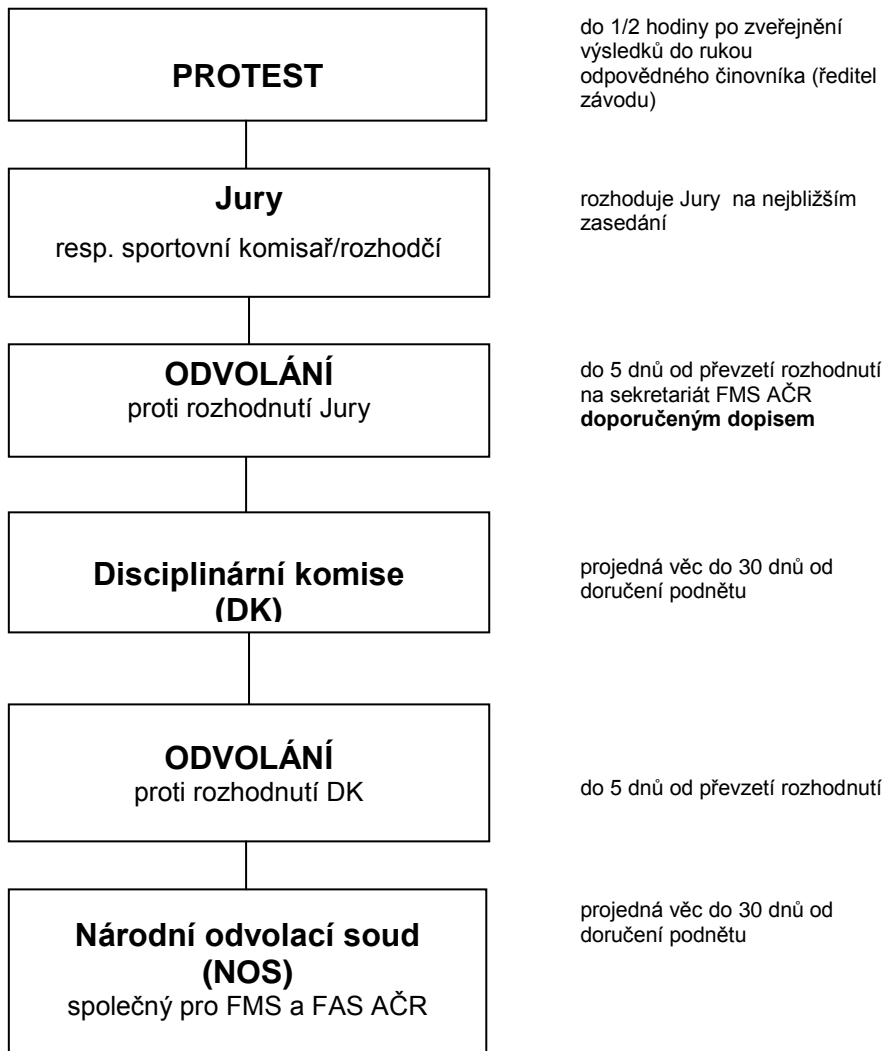 PROTEST
do 1/2 hodiny po zveřejnění
výsledků do rukou
odpovědného činovníka (ředitel
závodu)
Jury
resp. sportovní komisař/rozhodčí
rozhoduje Jury na nejbližším
zasedání
ODVOLÁNÍ
proti rozhodnutí Jury
do 5 dnů od převzetí rozhodnutí
na sekretariát FMS AČR
doporučeným dopisem
Disciplinární komise
(DK)
projedná věc do 30 dnů od
doručení podnětu
ODVOLÁNÍ
proti rozhodnutí DK
do 5 dnů od převzetí rozhodnutí
Národní odvolací soud
(NOS)
společný pro FMS a FAS AČR
projedná věc do 30 dnů od
doručení podnětu